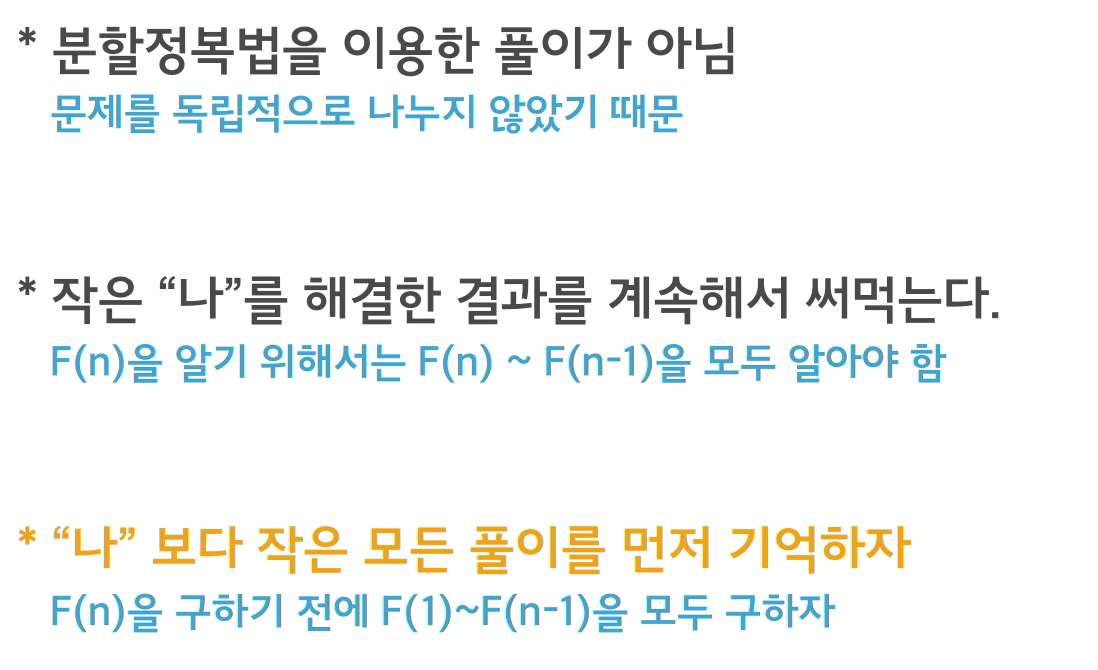 * 분할정복법을 이용한 풀이가 아님
문제를 독립적으로 나누지 않았기 때문
* 작은 “나”를 해결한 결과를 계속해서 써먹는다.
F(n)을 알기 위해서는 F(n) ~ F(n-1)을 모두 알아야 함
* “나” 보다 작은 모든 풀이를 먼저 기억하자
F(n)을 구하기 전에 F(1)~F(n-1)을 모두 구하자